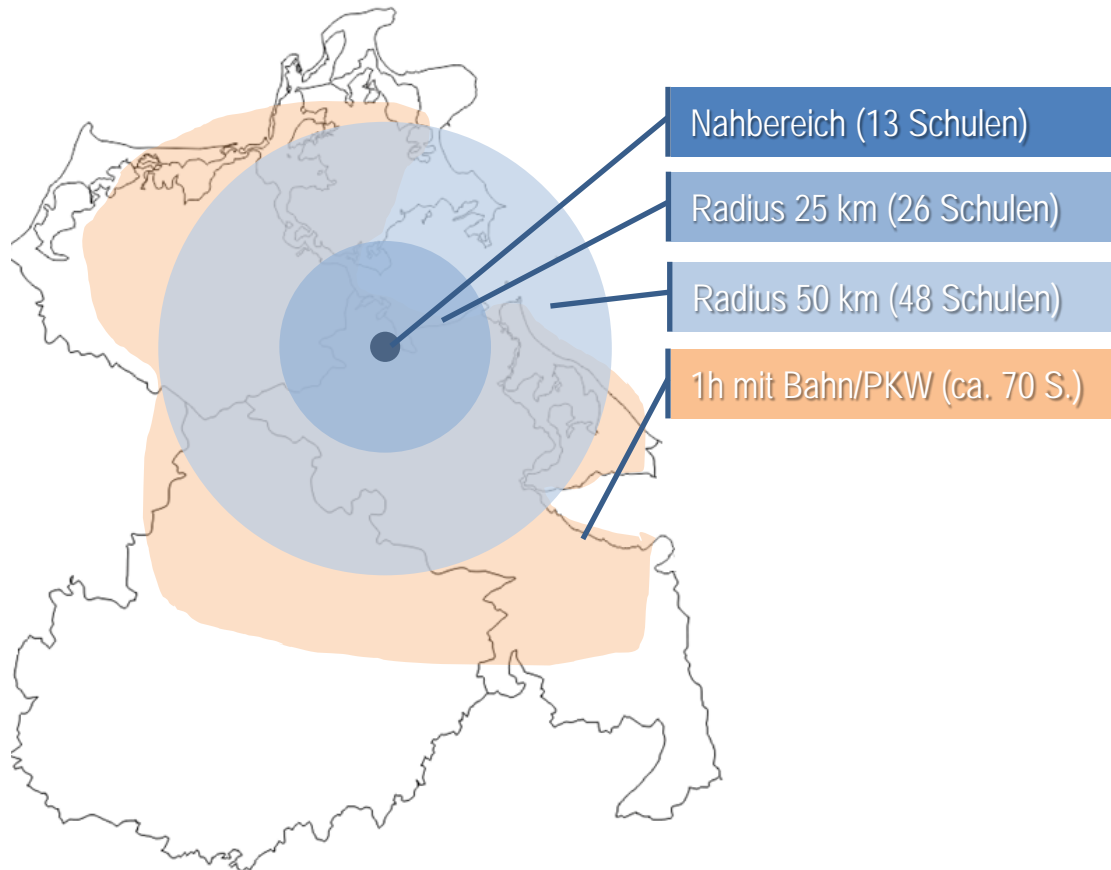 Nahbereich (13 Schulen)
Radius 25 km (26 Schulen)
Radius 50 km (48 Schulen)
1h mit Bahn/PKW (ca. 70 S.)